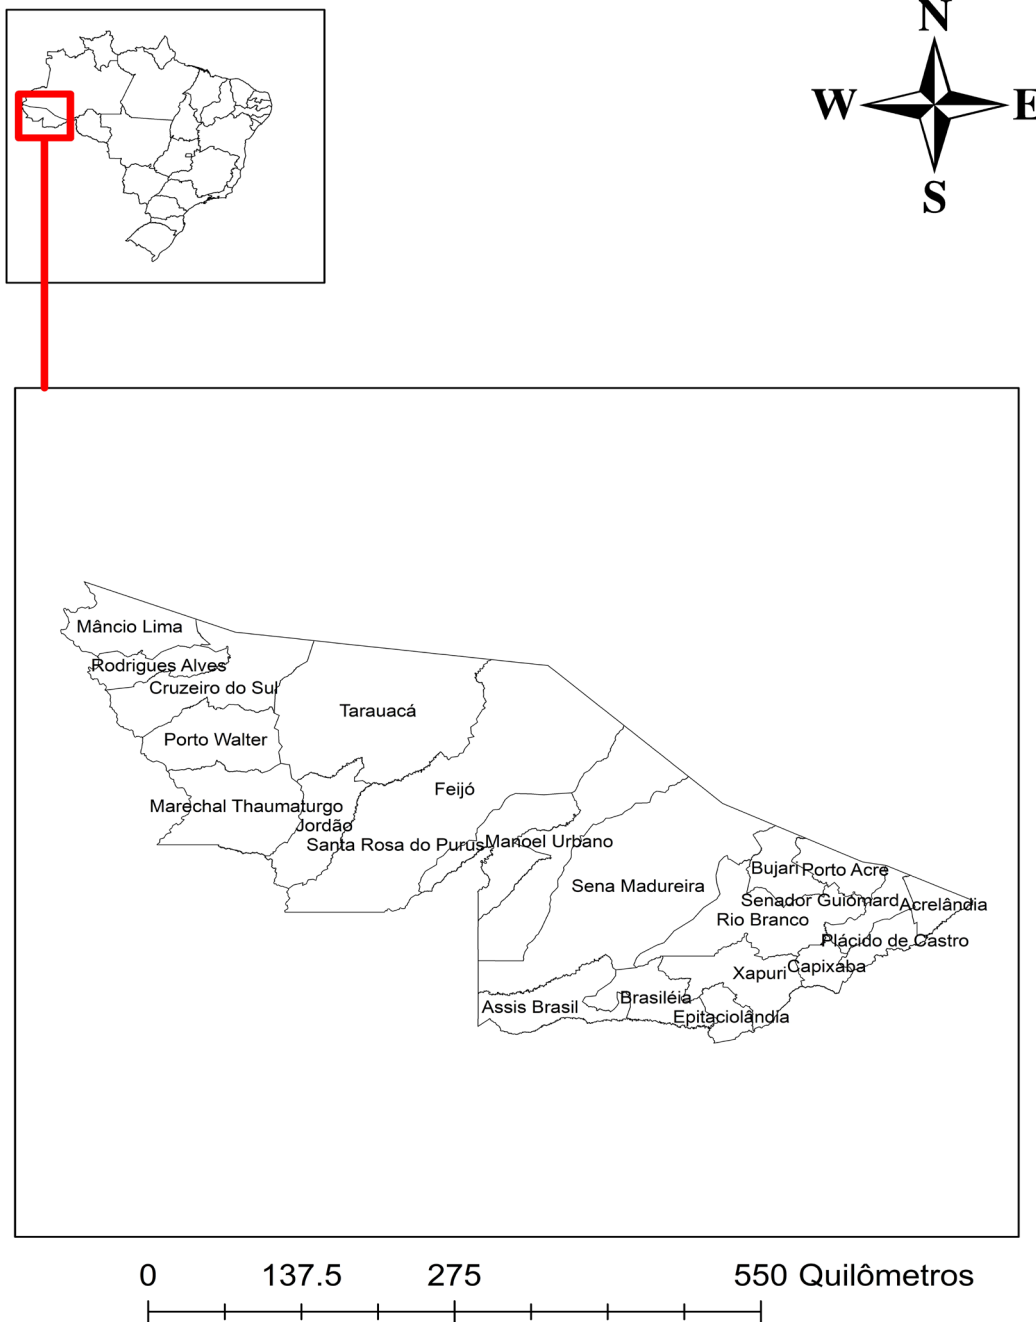 N
W
E
S
Mâncio Lima
Rodrigues Alves
Cruzeiro do Sul
Tarauacá
Porto Walter
Feijó
Marechal Thaumaturgo
Jordão
Santa Rosa do Purus
Manoel Urbano
Sena Madureira
Bujari
Porto Acre
Senador Guiomard
Acrelândia
Rio Branco
Plácido de Castro
Xapuri
Capixaba
Assis Brasil
Brasiléia
Epitaciolândia
0 137.5 275 550 Quilômetros